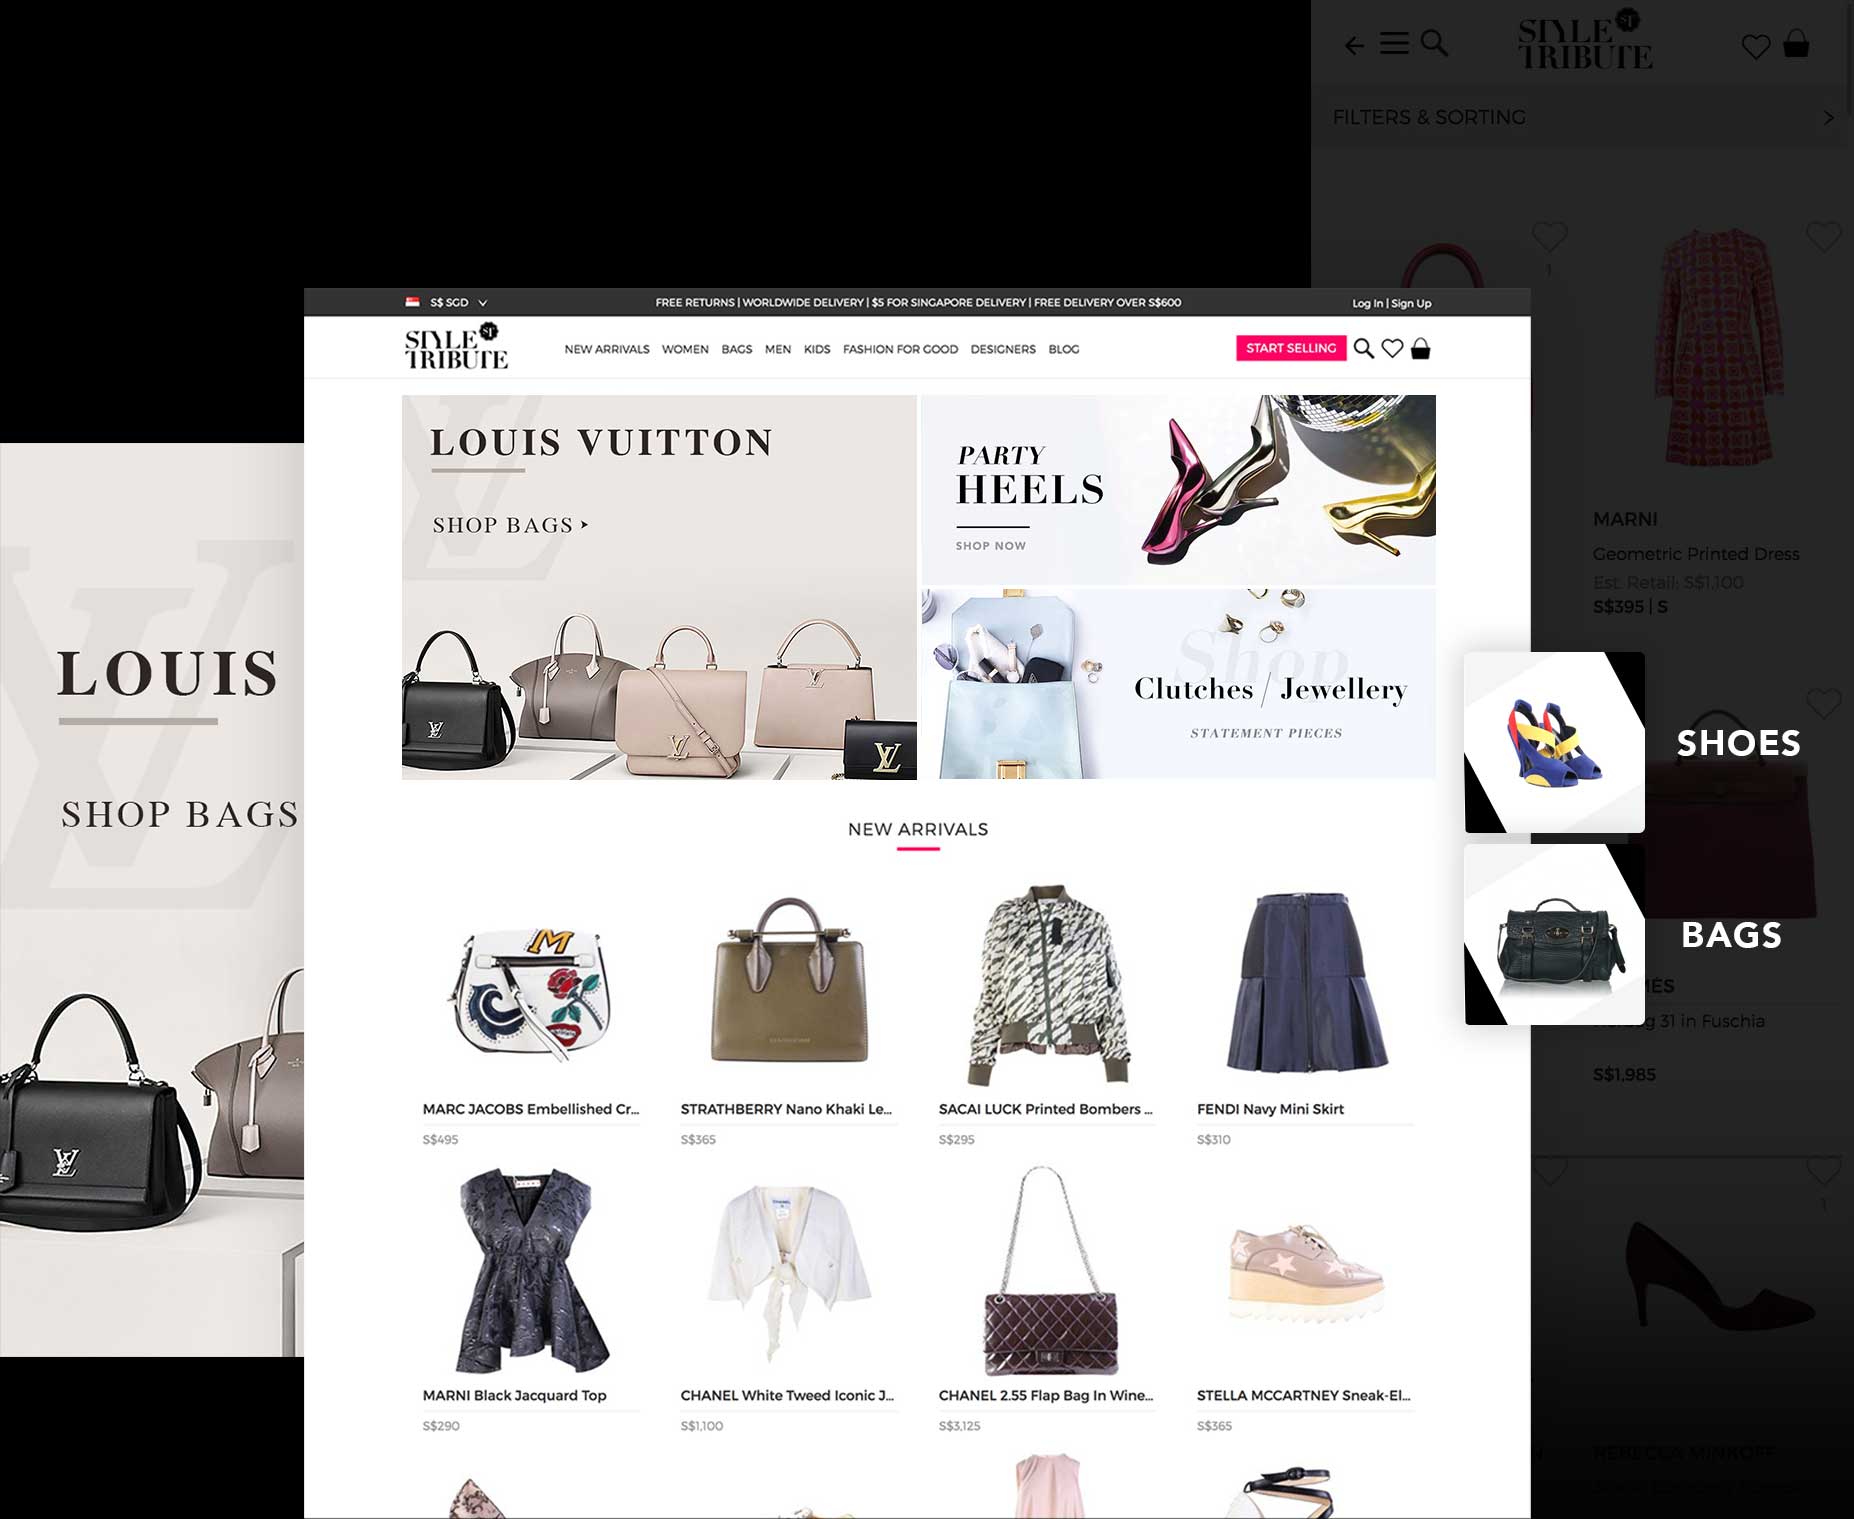 STYLE
TRIBUTE
ST
FILTERS & SORTING
1
MARNI
Geometric Printed Dress
Est. Retail: S$1,100
S$395 | S
31 in Fuschia
S$1,985
1
REBECCA MINKOFF
SHOES
BAGS
LOUIS
SHOP BAGS
S$ SGD
FREE RETURNS | WORLDWIDE DELIVERY | $5 FOR SINGAPORE DELIVERY | FREE DELIVERY OVER S$600
Log In | Sign Up
STYLE
TRIBUTE
ST
NEW ARRIVALS WOMEN BAGS MEN KIDS FASHION FOR GOOD DESIGNERS BLOG
START SELLING
LOUIS VUITTON
SHOP BAGS
PARTY
HEELS
SHOP NOW
Shop
Clutches / Jewellery
STATEMENT PIECES
NEW ARRIVALS
M
MARC JACOBS Embellished Cr...
S$495
STRATHBERRY Nano Khaki Le...
S$365
SACAI LUCK Printed Bombers ...
S$295
FENDI Navy Mini Skirt
S$310
MARNI Black Jacquard Top
S$290
CHANEL White Tweed Iconic J...
S$1,100
CHANEL 2.55 Flap Bag In Wine...
S$3,125
STELLA MCCARTNEY Sneak-El...
S$365